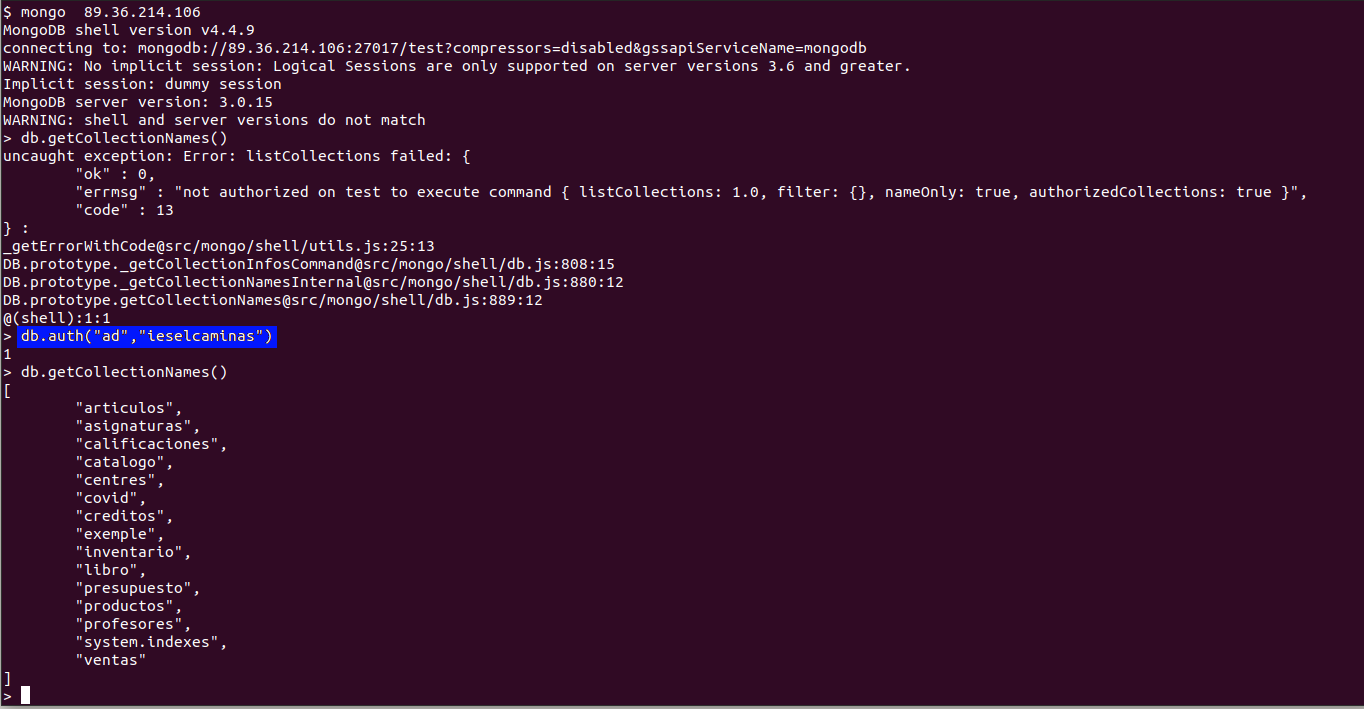 $ mongo  89.36.214.106
MongoDB shell version v4.4.9
connecting to: mongodb://89.36.214.106:27017/test?compressors=disabled&gssapiServiceName=mongodb
WARNING: No implicit session: Logical Sessions are only supported on server versions 3.6 and greater.
Implicit session: dummy session
MongoDB server version: 3.0.15
WARNING: shell and server versions do not match
> db.getCollectionNames()
uncaught exception: Error: listCollections failed: {
        "ok" : 0,
        "errmsg" : "not authorized on test to execute command { listCollections: 1.0, filter: {}, nameOnly: true, authorizedCollections: true }",
        "code" : 13
} :
_getErrorWithCode@src/mongo/shell/utils.js:25:13
DB.prototype._getCollectionInfosCommand@src/mongo/shell/db.js:808:15
DB.prototype._getCollectionNamesInternal@src/mongo/shell/db.js:880:12
DB.prototype.getCollectionNames@src/mongo/shell/db.js:889:12
@(shell):1:1
> db.auth("ad","ieselcaminas")
1
> db.getCollectionNames()
[
        "articulos",
        "asignaturas",
        "calificaciones",
        "catalogo",
        "centres",
        "covid",
        "creditos",
        "exemple",
        "inventario",
        "libro",
        "presupuesto",
        "productos",
        "profesores",
        "system.indexes",
        "ventas"
]
>